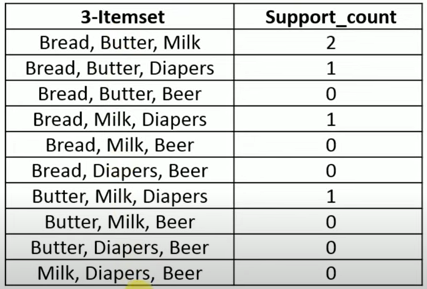 3-Itemset Support_count
Bread, Butter, Milk 2
Bread, Butter, Diapers 1
Bread, Butter, Beer 0
Bread, Milk, Diapers 1
Bread, Milk, Beer 0
Bread, Diapers, Beer 0
Butter, Milk, Diapers 1
Butter, Milk, Beer 0
Butter, Diapers, Beer 0
Milk, Diapers, Beer 0